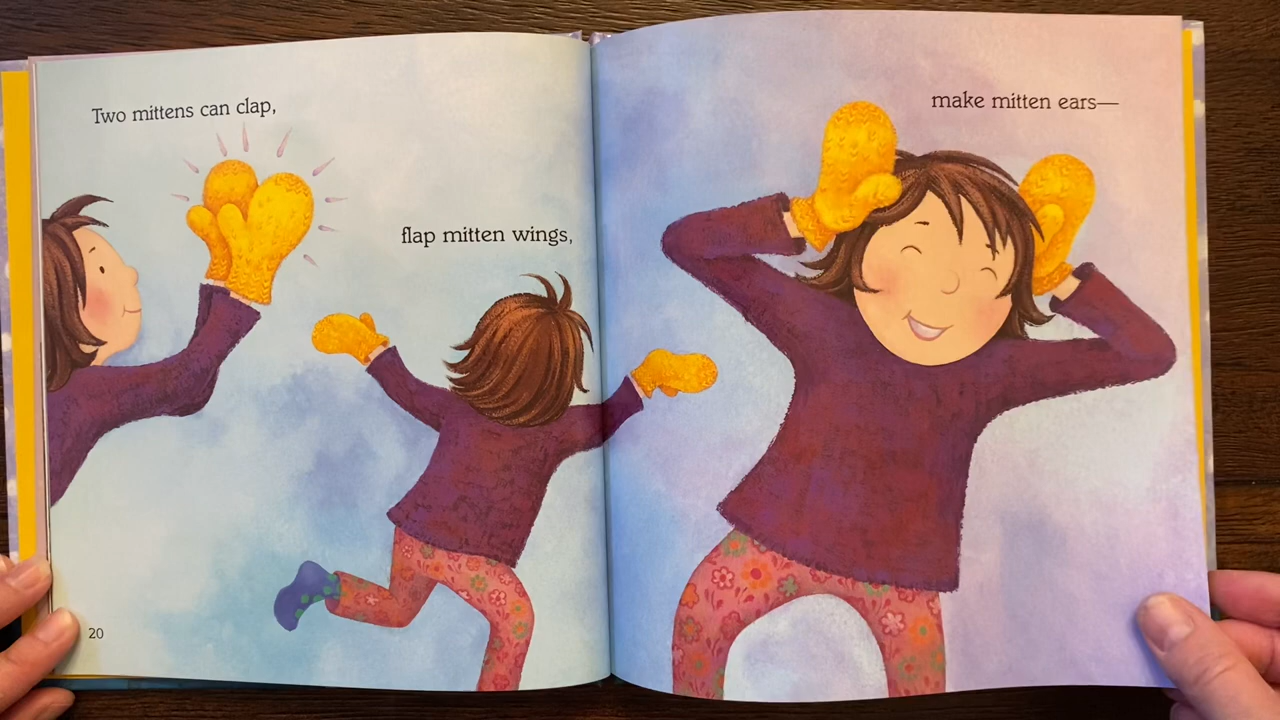 Two mittens can clap,
flap mitten wings,
20
make mitten ears—